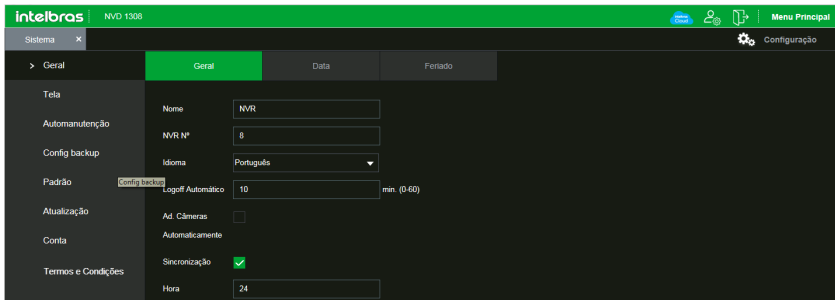 intelbras NVD 1308 Intelbras Cloud Menu Principal
Sistema × Configuração
> Geral Geral Data Feriado
Tela
Nome NVR
Automanutenção
NVR Nº 8
Config backup
Idioma Português
Padrão Config backup
Logoff Automático 10 min. (0-60)
Atualização
Ad. Câmeras
Automaticamente
Conta
Sincronização
Termos e Condições
Hora 24